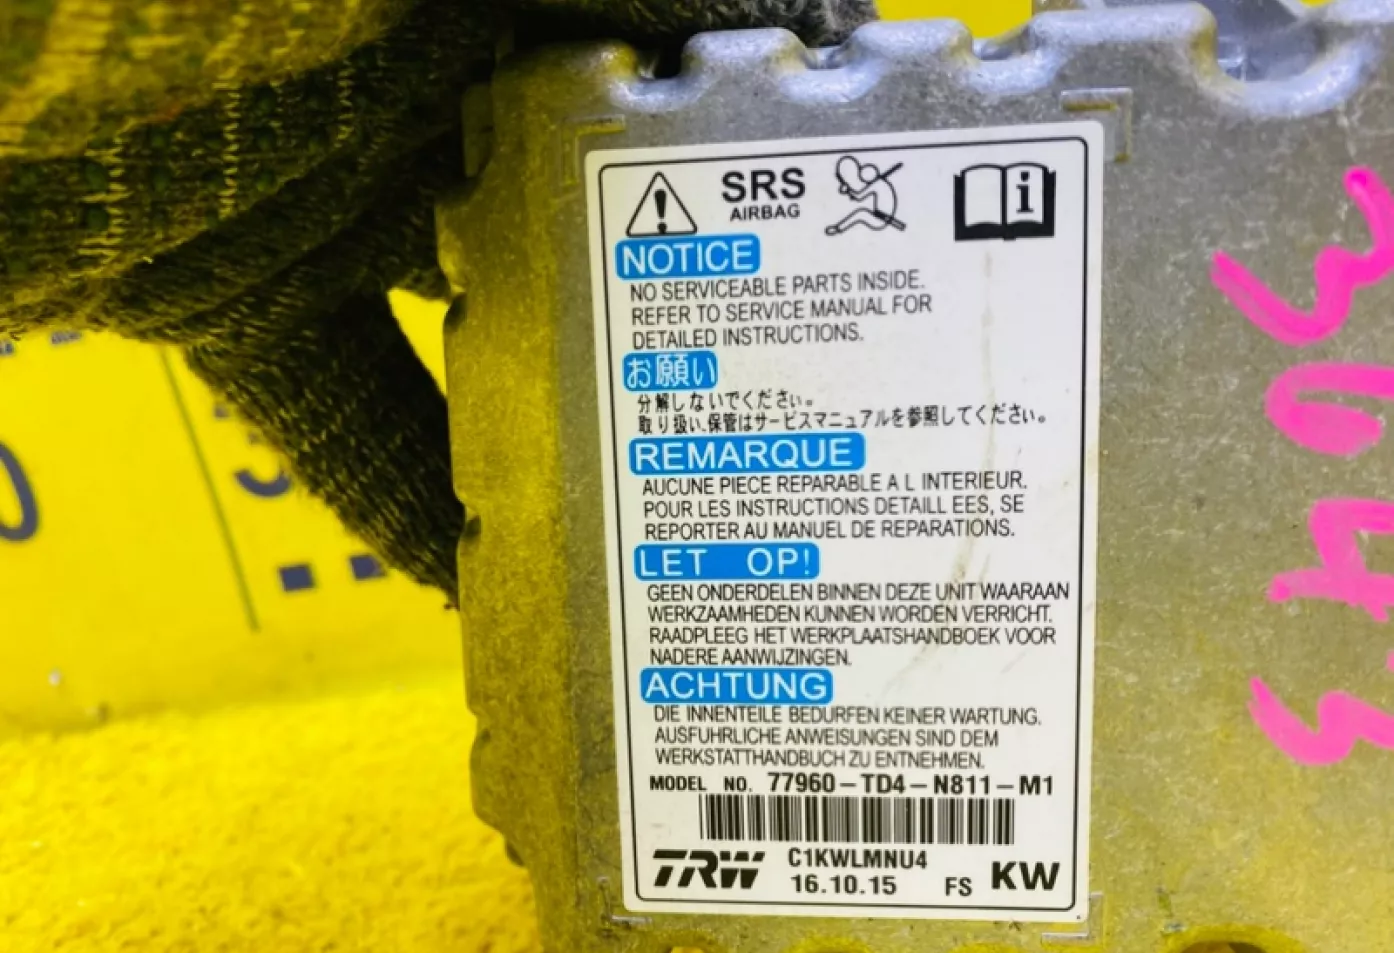 SRS
AIRBAG
NOTICE
NO SERVICEABLE PARTS INSIDE.
REFER TO SERVICE MANUAL FOR
DETAILED INSTRUCTIONS.
お願い
分解しないでください。
取り扱い、保管はサービスマニュアルを参照してください。
REMARQUE
AUCUNE PIECE REPARABLE A L INTERIEUR.
POUR LES INSTRUCTIONS DETAILL EES, SE
REPORTER AU MANUEL DE REPARATIONS.
LET OP!
GEEN ONDERDELEN BINNEN DEZE UNIT WAARAAN
WERKZAAMHEDEN KUNNEN WORDEN VERRICHT.
RAADPLEEG HET WERKPLAATSHANDBOEK VOOR
NADERE AANWIJZINGEN.
ACHTUNG
DIE INNENTEILE BEDURFEN KEINER WARTUNG.
AUSFUHRLICHE ANWEISUNGEN SIND DEM
WERKSTATTHANDBUCH ZU ENTNEHMEN.
MODEL NO. 77960-TD4-N811-M1
TRW C1KWLMNU4
16.10.15 FS KW